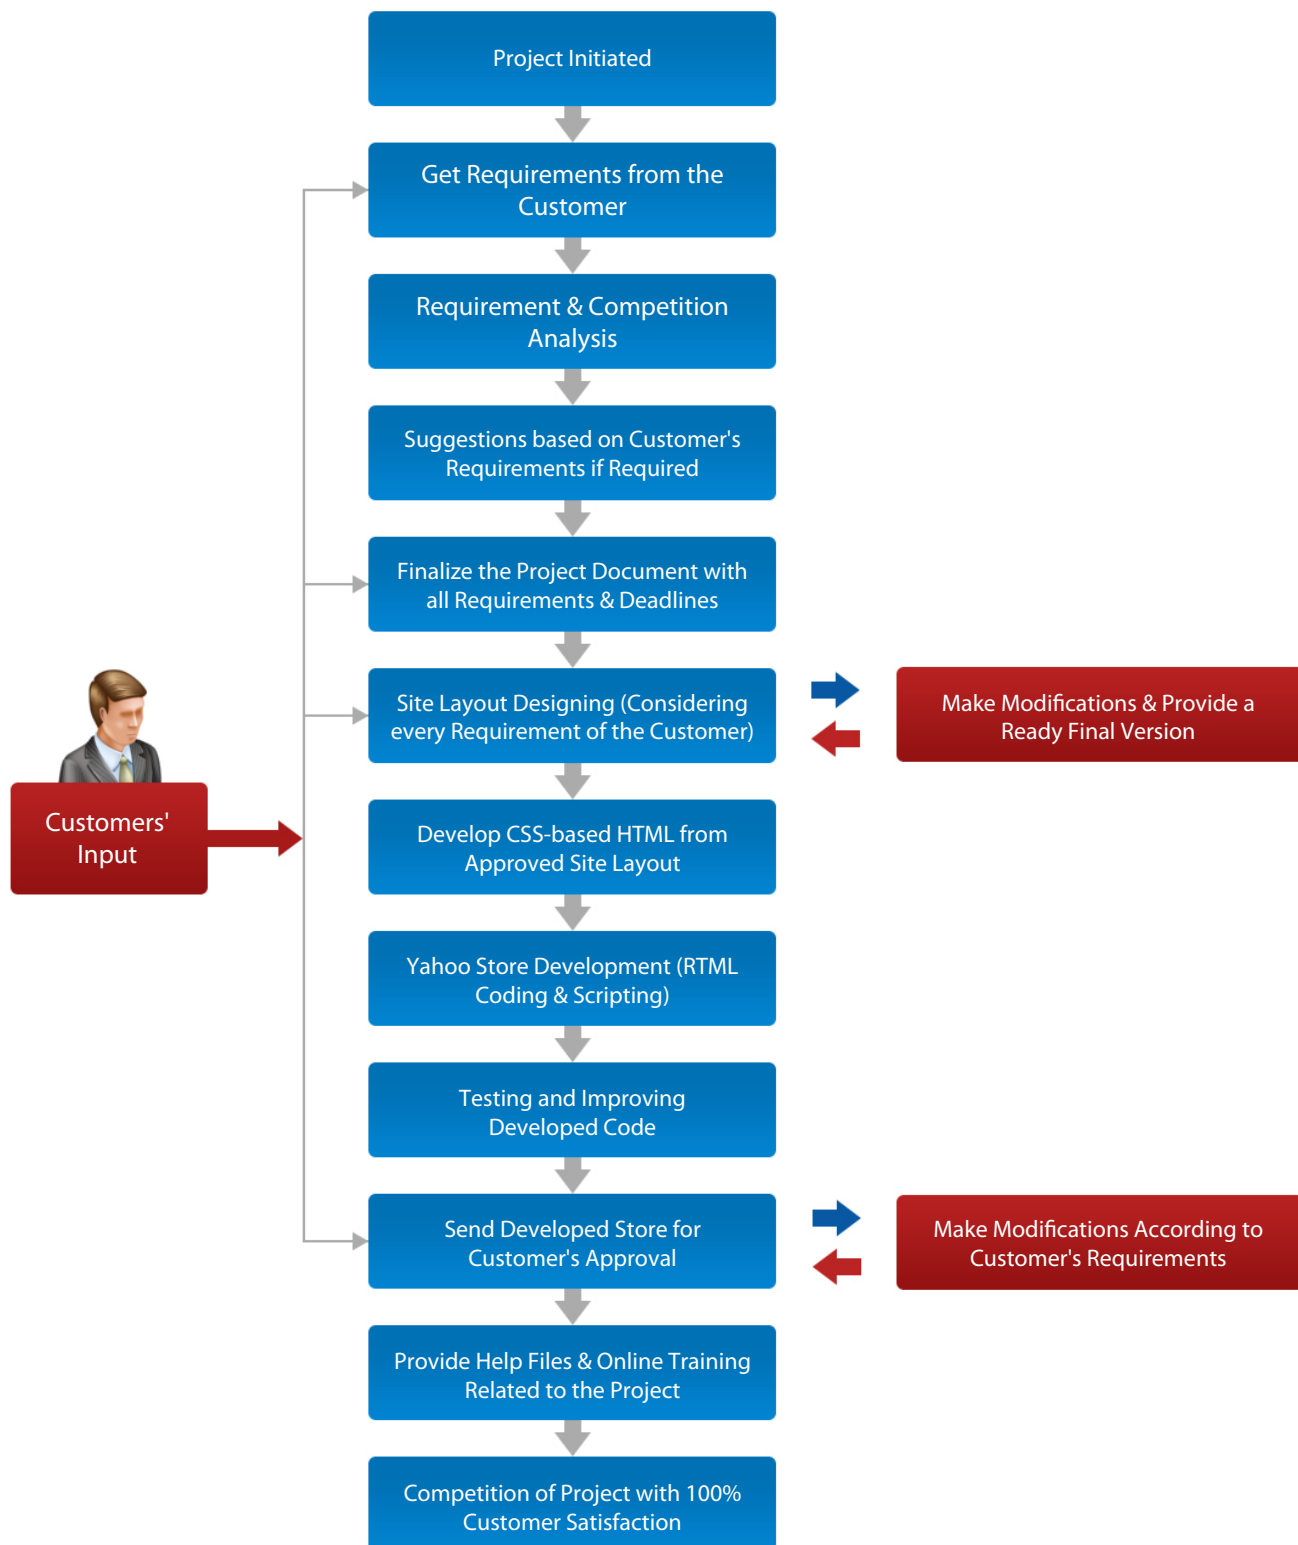 Project Initiated
Get Requirements from the
Customer
Requirement & Competition
Analysis
Suggestions based on Customer's
Requirements if Required
Finalize the Project Document with
all Requirements & Deadlines
Site Layout Designing (Considering
every Requirement of the Customer)
Make Modifications & Provide a
Ready Final Version
Customers'
Input
Develop CSS-based HTML from
Approved Site Layout
Yahoo Store Development (RTML
Coding & Scripting)
Testing and Improving
Developed Code
Send Developed Store for
Customer's Approval
Make Modifications According to
Customer's Requirements
Provide Help Files & Online Training
Related to the Project
Competition of Project with 100%
Customer Satisfaction